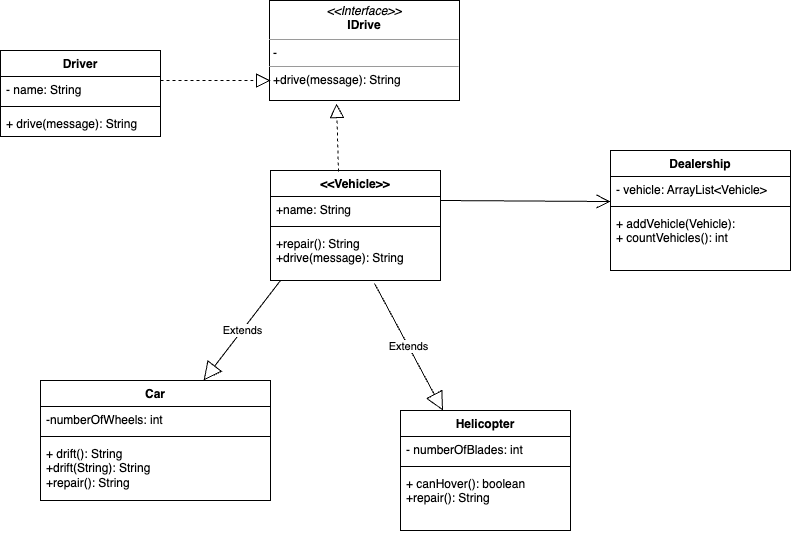 <<Interface>>
IDrive
-
+drive(message): String
Driver
- name: String
+ drive(message): String
<<Vehicle>>
+name: String
+repair(): String
+drive(message): String
Dealership
- vehicle: ArrayList<Vehicle>
+ addVehicle(Vehicle):
+ countVehicles(): int
Extends
Extends
Car
-numberOfWheels: int
+ drift(): String
+drift(String): String
+repair(): String
Helicopter
- numberOfBlades: int
+ canHover(): boolean
+repair(): String